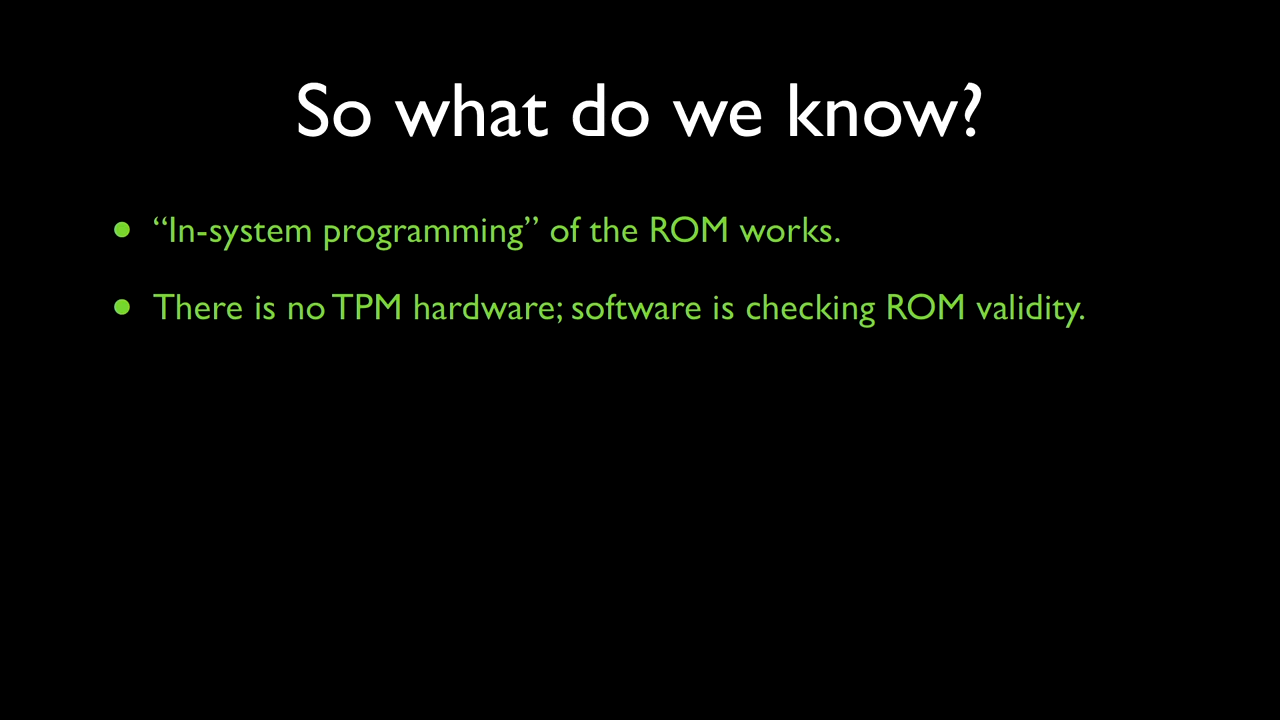 So what do we know?
• “In-system programming” of the ROM works.
• There is no TPM hardware; software is checking ROM validity.